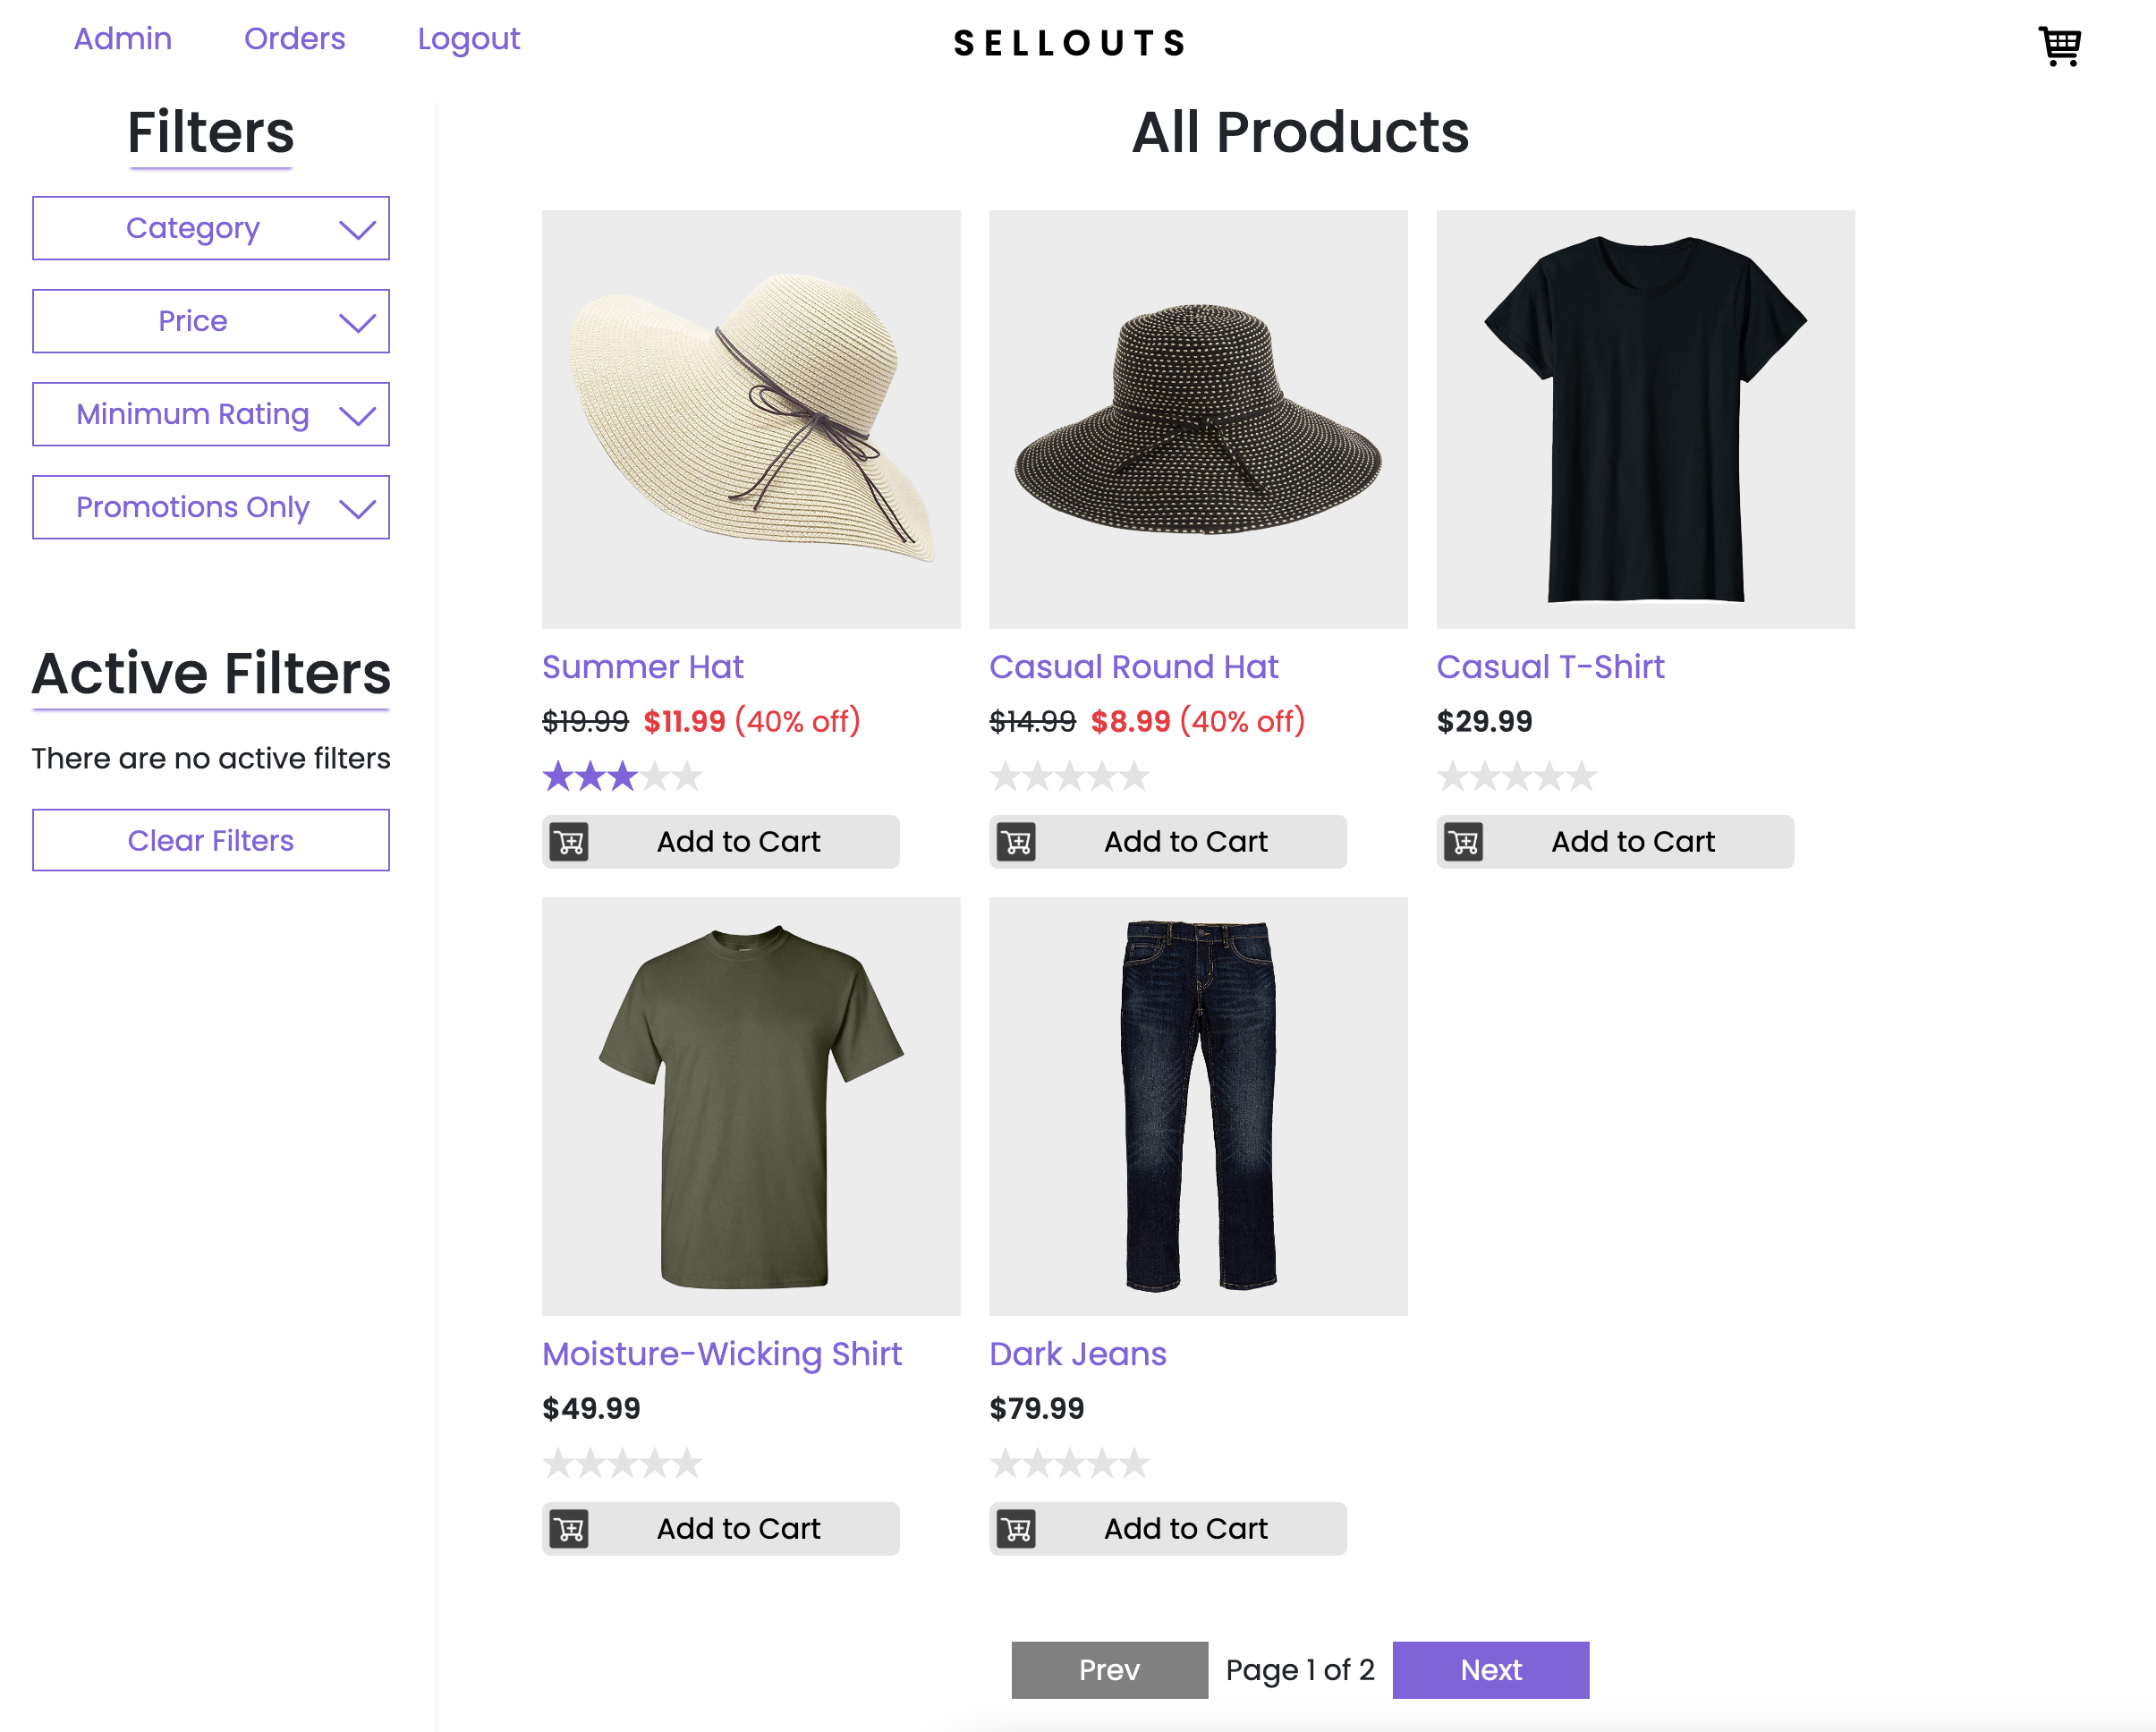 Admin Orders Logout
SELLOUTS
Filters
Category
Price
Minimum Rating
Promotions Only
Active Filters
There are no active filters
Clear Filters
All Products
Summer Hat
$19.99 $11.99 (40% off)
Add to Cart
Casual Round Hat
$14.99 $8.99 (40% off)
Add to Cart
Casual T-Shirt
$29.99
Add to Cart
Moisture-Wicking Shirt
$49.99
Add to Cart
Dark Jeans
$79.99
Add to Cart
Prev Page 1 of 2 Next